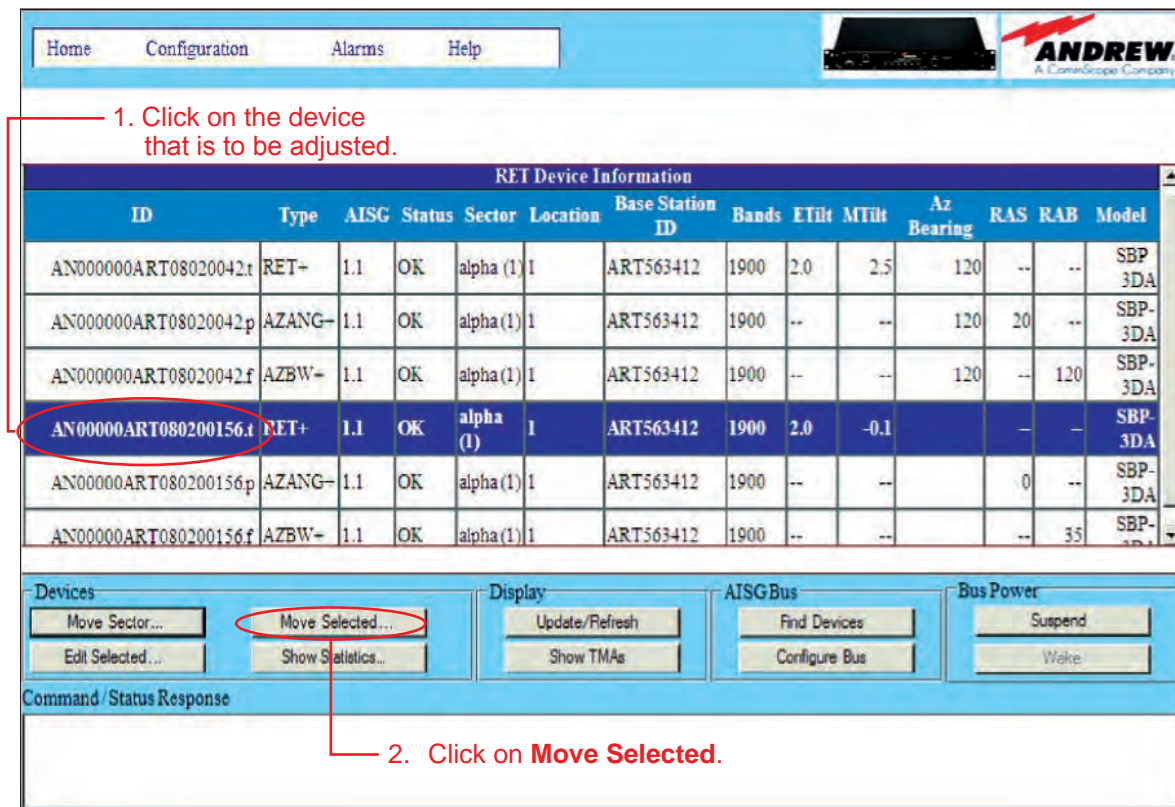 Home Configuration Alarms Help
ANDREW.
A CommScope Company
1. Click on the device
that is to be adjusted.
RET Device Information
ID Type AISG Status Sector Location Base Station ID Bands ETilt MTilt Az Bearing RAS RAB Model
AN000000ART08020042.t RET+ 1.1 OK alpha (1) 1 ART563412 1900 2.0 2.5 120 -- -- SBP 3DA
AN000000ART08020042.p AZANG+ 1.1 OK alpha(1) 1 ART563412 1900 -- -- 120 20 -- SBP-3DA
AN000000ART08020042.f AZBW+ 1.1 OK alpha(1) 1 ART563412 1900 -- -- 120 -- 120 SBP-3DA
AN00000ART080200156.t RET+ 1.1 OK alpha (1) 1 ART563412 1900 2.0 -0.1 -- -- SBP-3DA
AN00000ART080200156.p AZANG+ 1.1 OK alpha(1) 1 ART563412 1900 -- -- 0 -- SBP-3DA
AN00000ART080200156.f AZBW+ 1.1 OK alpha(1) 1 ART563412 1900 -- -- -- 35 SBP-
Devices Display AISG Bus Bus Power
Move Sector... Move Selected... Update/Refresh Find Devices Suspend
Edit Selected... Show Statistics... Show TMAs Configure Bus Wake
Command/Status Response
2. Click on Move Selected.